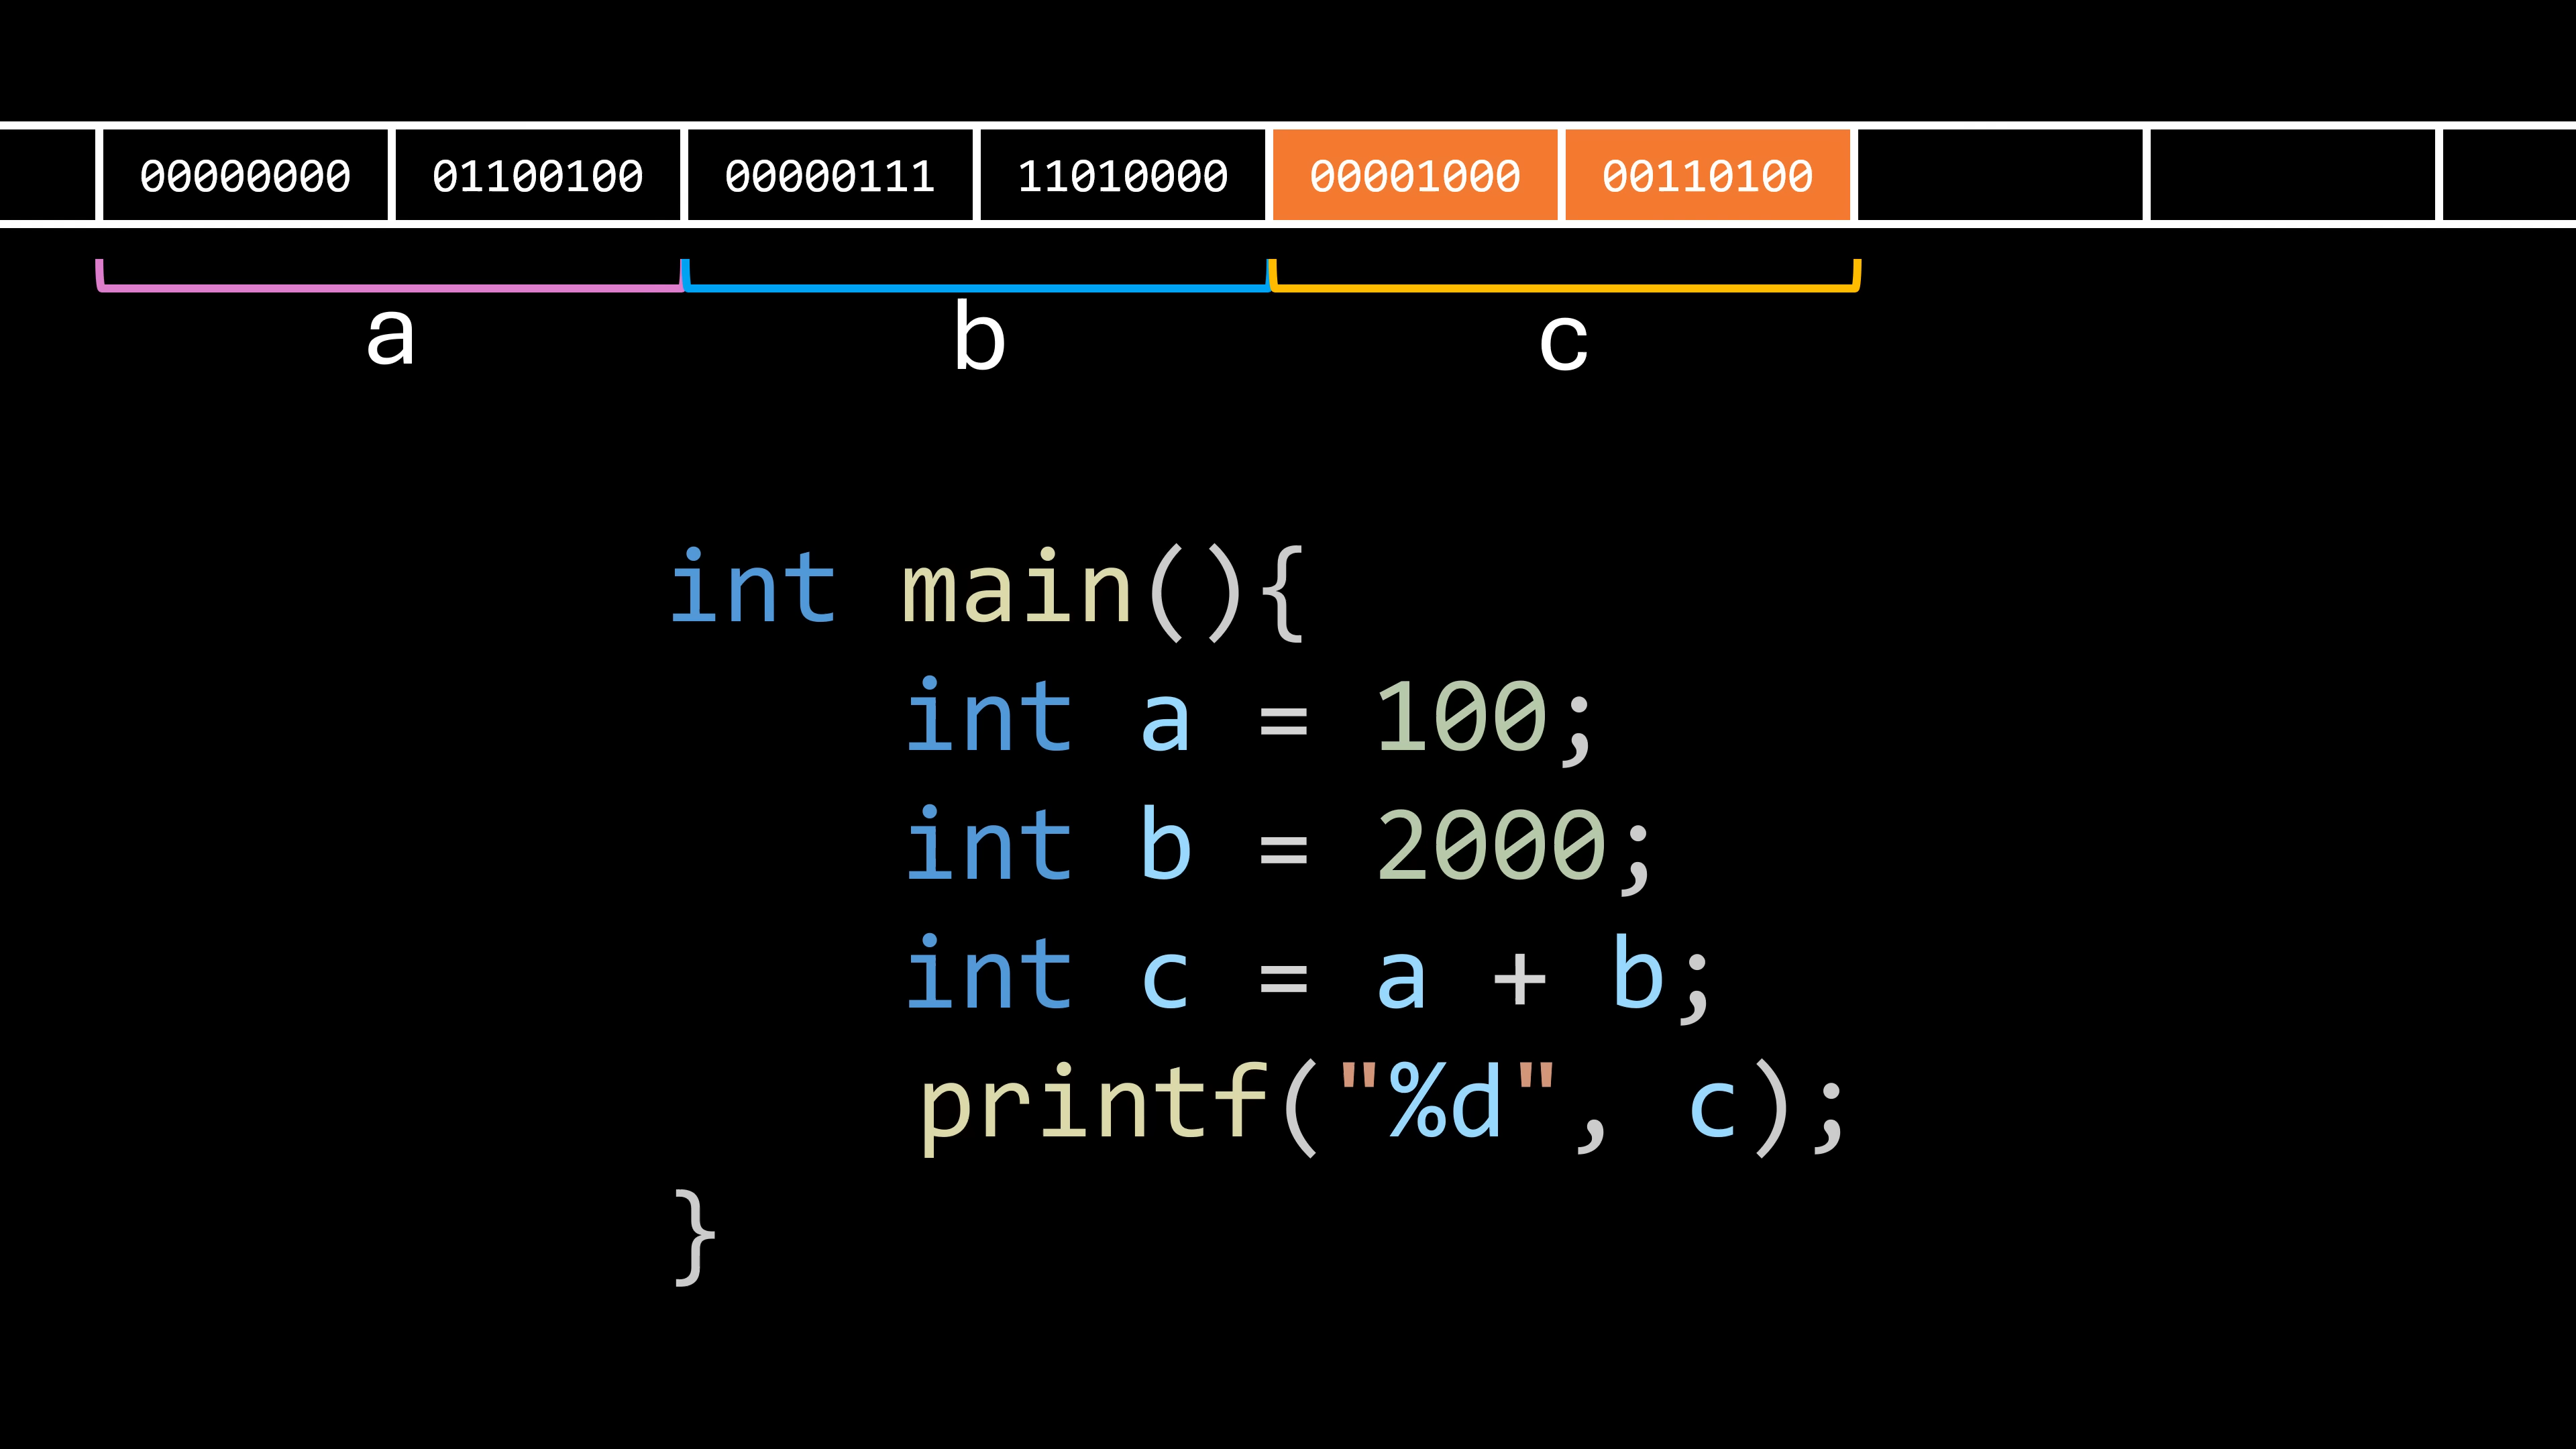 00000000 01100100 00000111 11010000 00001000 00110100
a b c
int main(){
int a = 100;
int b = 2000;
int c = a + b;
printf("%d", c);
}